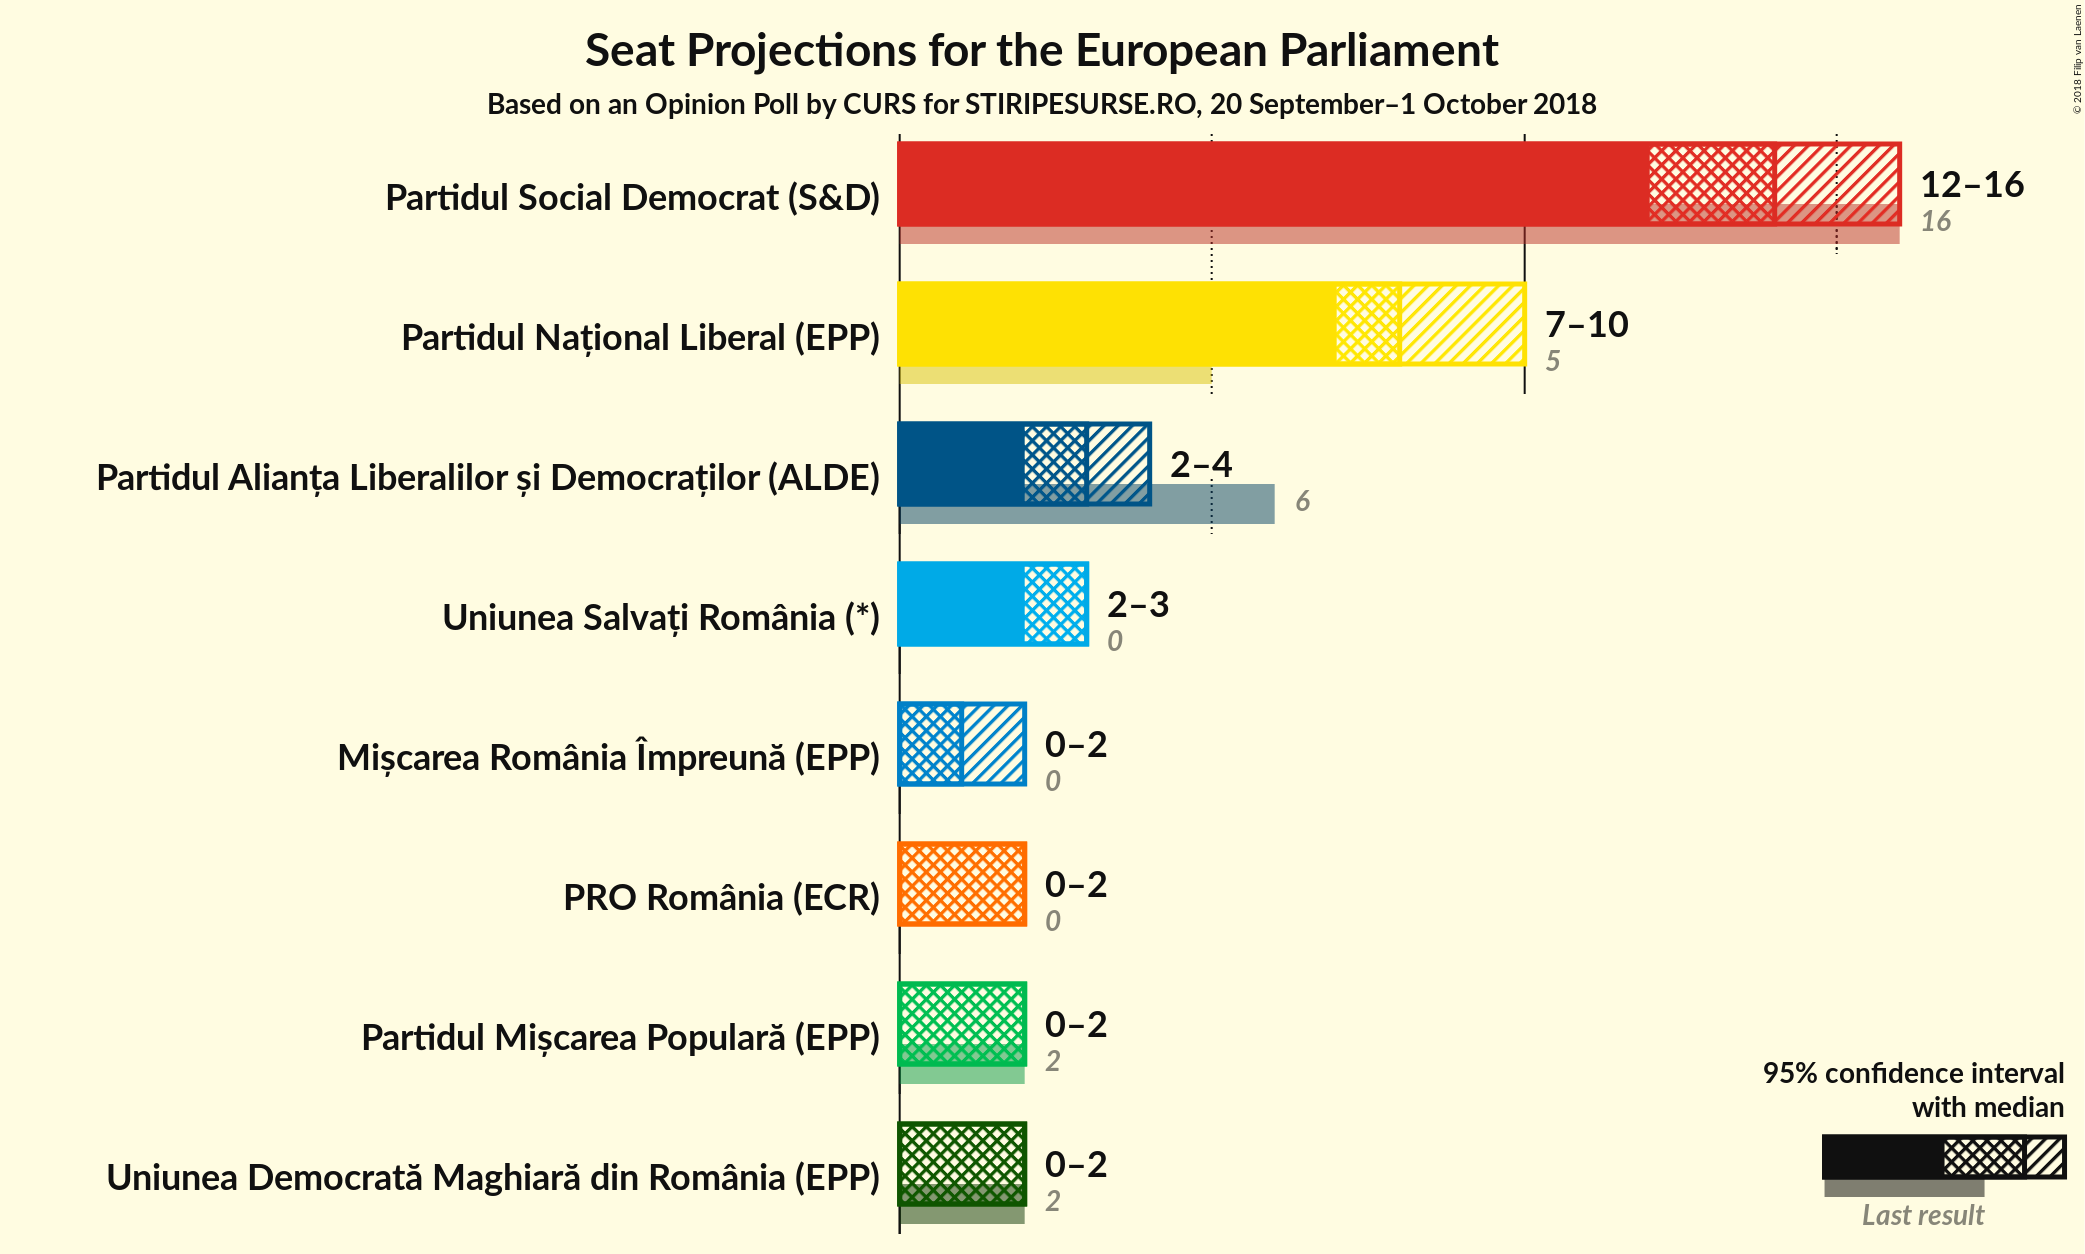 Seat Projections for the European Parliament
Based on an Opinion Poll by CURS for STIRIPESURSE.RO, 20 September–1 October 2018
© 2018 Filip van Laenen
Partidul Social Democrat (S&D)
12–16
16
Partidul Național Liberal (EPP)
7–10
5
Partidul Alianța Liberalilor și Democraților (ALDE)
2–4
6
Uniunea Salvați România (*)
2–3
0
Mișcarea România Împreună (EPP)
0–2
0
PRO România (ECR)
0–2
0
Partidul Mișcarea Populară (EPP)
0–2
2
Uniunea Democrată Maghiară din România (EPP)
0–2
2
95% confidence interval
with median
Last result